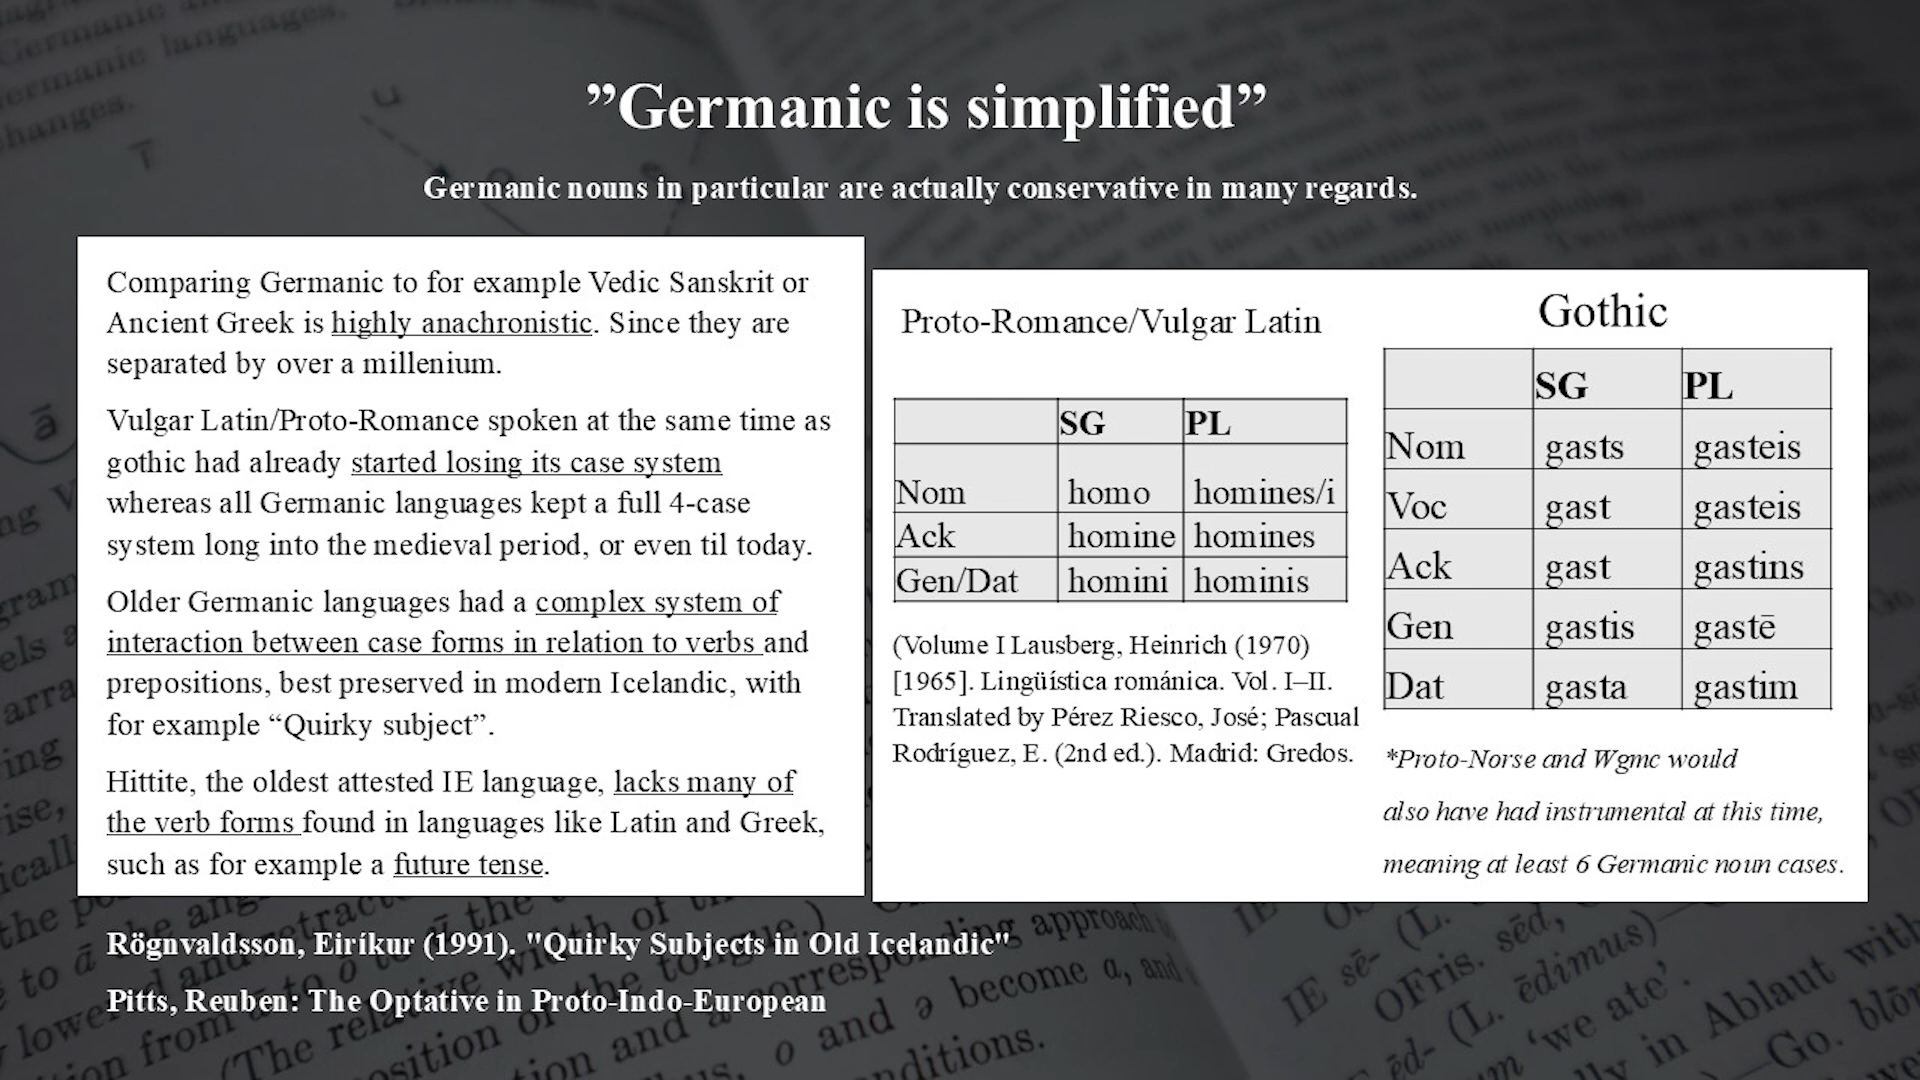 ”Germanic is simplified”
Germanic nouns in particular are actually conservative in many regards.
Comparing Germanic to for example Vedic Sanskrit or
Ancient Greek is highly anachronistic. Since they are
separated by over a millenium.
Vulgar Latin/Proto-Romance spoken at the same time as
gothic had already started losing its case system
whereas all Germanic languages kept a full 4-case
system long into the medieval period, or even til today.
Older Germanic languages had a complex system of
interaction between case forms in relation to verbs and
prepositions, best preserved in modern Icelandic, with
for example “Quirky subject”.
Hittite, the oldest attested IE language, lacks many of
the verb forms found in languages like Latin and Greek,
such as for example a future tense.
Proto-Romance/Vulgar Latin
SG PL
Nom homo homines/i
Ack homine homines
Gen/Dat homini hominis
(Volume I Lausberg, Heinrich (1970)
[1965]. Lingüística románica. Vol. I–II.
Translated by Pérez Riesco, José; Pascual
Rodríguez, E. (2nd ed.). Madrid: Gredos.
Gothic
SG PL
Nom gasts gasteis
Voc gast gasteis
Ack gast gastins
Gen gastis gastē
Dat gasta gastim
*Proto-Norse and Wgmc would
also have had instrumental at this time,
meaning at least 6 Germanic noun cases.
Rögnvaldsson, Eiríkur (1991). "Quirky Subjects in Old Icelandic"
Pitts, Reuben: The Optative in Proto-Indo-European